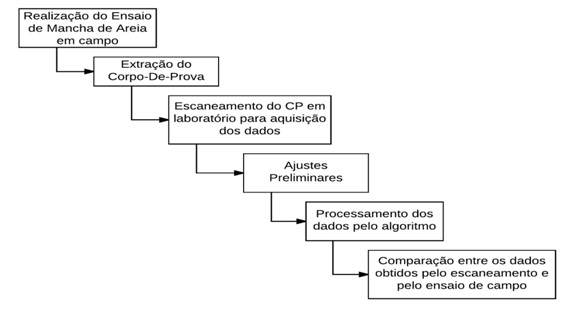 Realização do Ensaio
de Mancha de Areia
em campo
Extração do
Corpo-De-Prova
Escaneamento do CP em
laboratório para aquisição
dos dados
Ajustes
Preliminares
Processamento dos
dados pelo algoritmo
Comparação entre os dados
obtidos pelo escaneamento e
pelo ensaio de campo